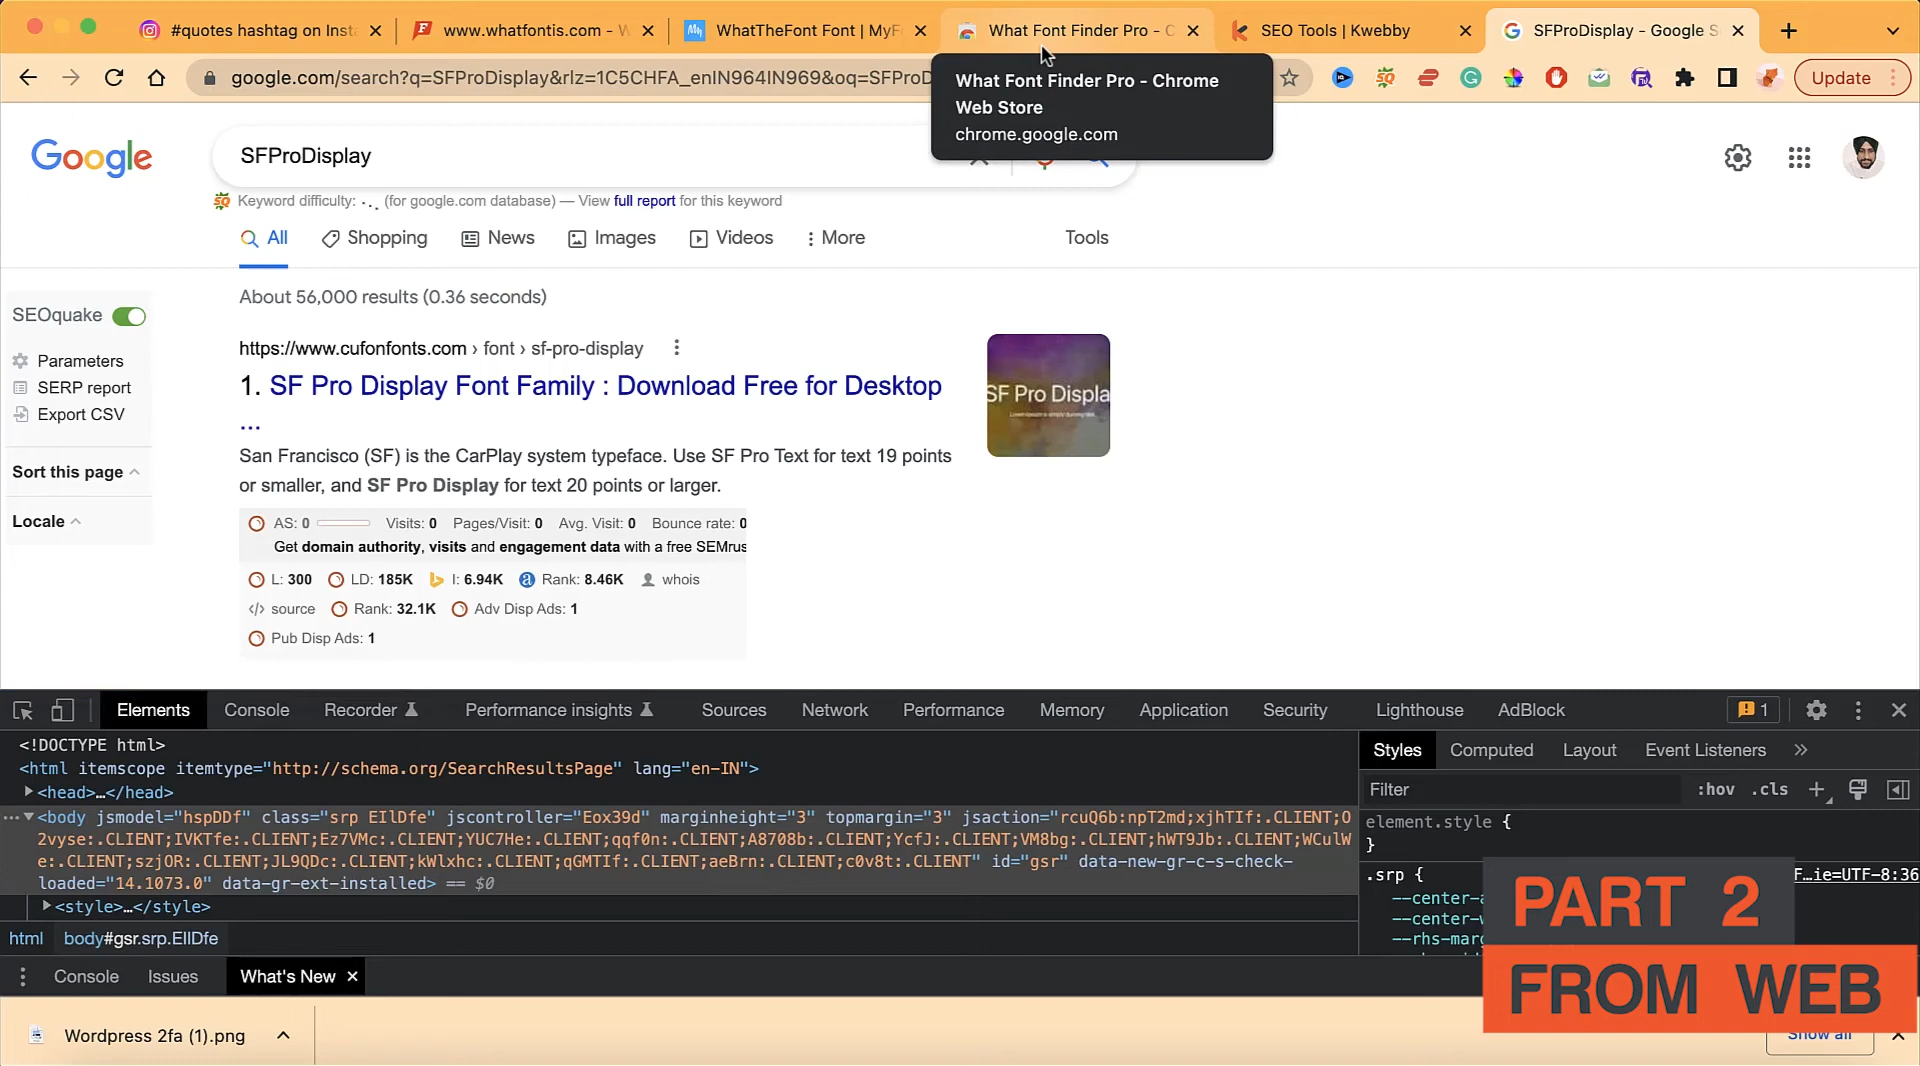 #quotes hashtag on Inst
www.whatfontis.com - W
WhatTheFont Font | MyF
What Font Finder Pro - C
SEO Tools | Kwebby
SFProDisplay - Google S
google.com/search?q=SFProDisplay&rlz=1C5CHFA_enIN964IN969&oq=SFProD
Update
What Font Finder Pro - Chrome
Web Store
chrome.google.com
Google
SFProDisplay
Keyword difficulty: (for google.com database) — View full report for this keyword
All
Shopping
News
Images
Videos
More
Tools
About 56,000 results (0.36 seconds)
SEOquake
Parameters
SERP report
Export CSV
Sort this page
Locale
https://www.cufonfonts.com › font › sf-pro-display
1. SF Pro Display Font Family : Download Free for Desktop
...
San Francisco (SF) is the CarPlay system typeface. Use SF Pro Text for text 19 points
or smaller, and SF Pro Display for text 20 points or larger.
SF Pro Displa
AS: 0 Visits: 0 Pages/Visit: 0 Avg. Visit: 0 Bounce rate: 0
Get domain authority, visits and engagement data with a free SEMrus
L: 300 LD: 185K I: 6.94K Rank: 8.46K whois
</> source Rank: 32.1K Adv Disp Ads: 1
Pub Disp Ads: 1
Elements Console Recorder Performance insights Sources Network Performance Memory Application Security Lighthouse AdBlock 1
<!DOCTYPE html>
<html itemscope itemtype="http://schema.org/SearchResultsPage" lang="en-IN">
<head>…</head>
<body jsmodel="hspDDf" class="srp EIlDfe" jscontroller="Eox39d" marginheight="3" topmargin="3" jsaction="rcuQ6b:npT2md;xjhTIf:.CLIENT;O
2vyse:.CLIENT;IVKTfe:.CLIENT;Ez7VMc:.CLIENT;YUC7He:.CLIENT;qqf0n:.CLIENT;A8708b:.CLIENT;YcfJ:.CLIENT;VM8bg:.CLIENT;hWT9Jb:.CLIENT;WCulW
e:.CLIENT;szjOR:.CLIENT;JL9QDc:.CLIENT;kWlxhc:.CLIENT;qGMTIf:.CLIENT;aeBrn:.CLIENT;c0v8t:.CLIENT" id="gsr" data-new-gr-c-s-check-
loaded="14.1073.0" data-gr-ext-installed> == $0
<style>…</style>
html body#gsr.srp.EIlDfe
Styles Computed Layout Event Listeners
Filter :hov .cls
element.style {
}
.srp { F…ie=UTF-8:36
--center-a
--center-w
--rhs-marg
PART 2
FROM WEB
Console Issues What's New
Wordpress 2fa (1).png
Show all